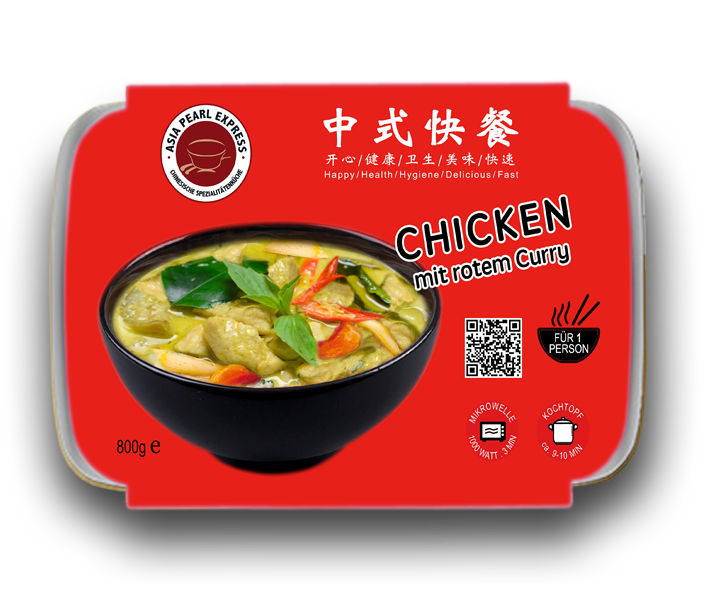 ASIA PEARL EXPRESS
CHINESISCHE SPEZIALITÄTENKÜCHE
中式快餐
开心/健康/卫生/美味/快速
Happy/Health/Hygiene/Delicious/Fast
CHICKEN
mit rotem Curry
FÜR 1
PERSON
MIKROWELLE
1000 WATT . 3 MIN
KOCHTOPF
ca. 9-10 MIN
800g e